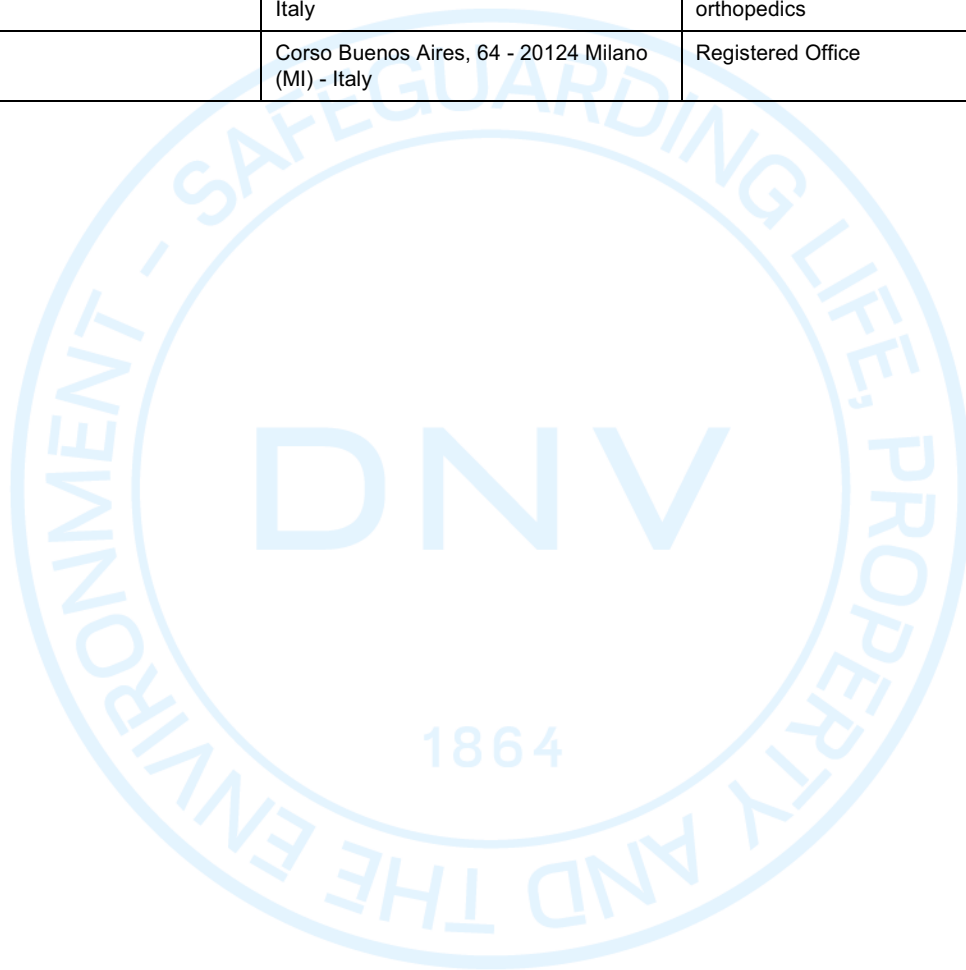 Italy
orthopedics
Corso Buenos Aires, 64 - 20124 Milano
(MI) - Italy
Registered Office
SAFEGUARDING LIFE, PROPERTY AND THE ENVIRONMENT -
DNV
1864